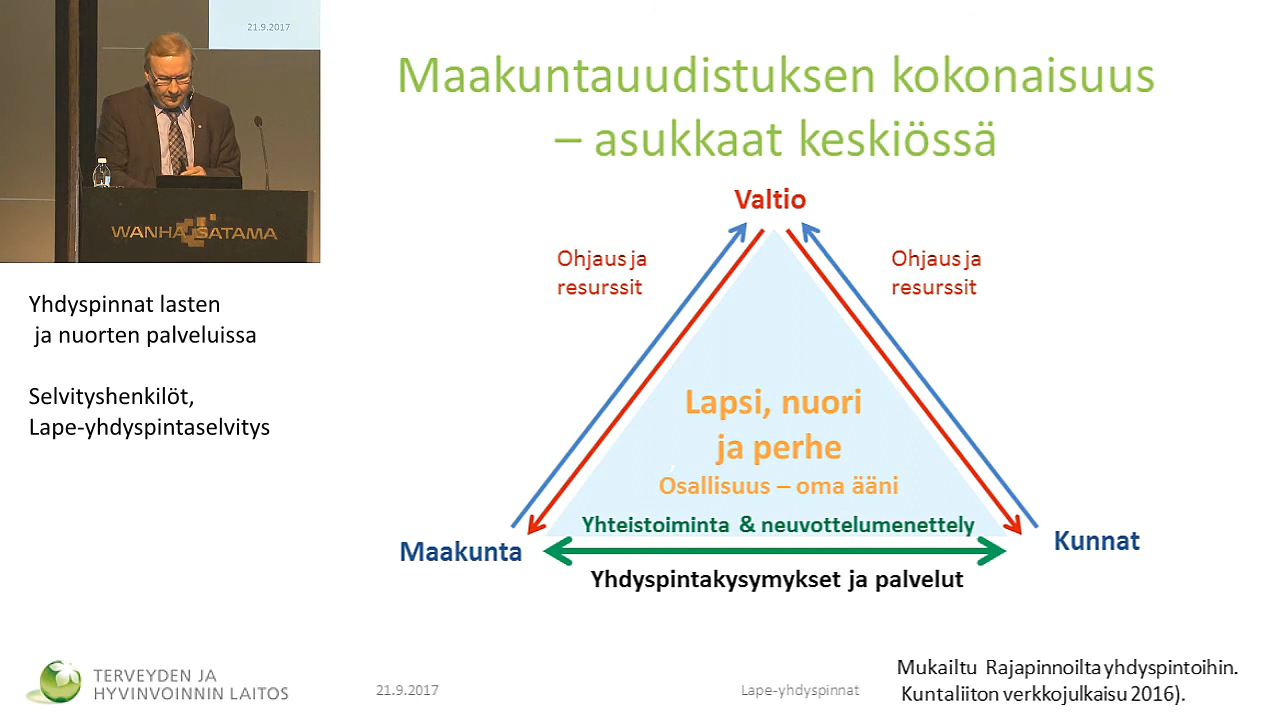 21.9.2017
WANHA SATAMA
Yhdyspinnat lasten
ja nuorten palveluissa
Selvityshenkilöt,
Lape-yhdyspintaselvitys
Maakuntauudistuksen kokonaisuus
– asukkaat keskiössä
Valtio
Ohjaus ja
resurssit
Ohjaus ja
resurssit
Lapsi, nuori
ja perhe
Osallisuus – oma ääni
Yhteistoiminta & neuvottelumenettely
Maakunta
Kunnat
Yhdyspintakysymykset ja palvelut
TERVEYDEN JA
HYVINVOINNIN LAITOS
21.9.2017
Lape-yhdyspinnat
Mukailtu Rajapinnoilta yhdyspintoihin.
Kuntaliiton verkkojulkaisu 2016).